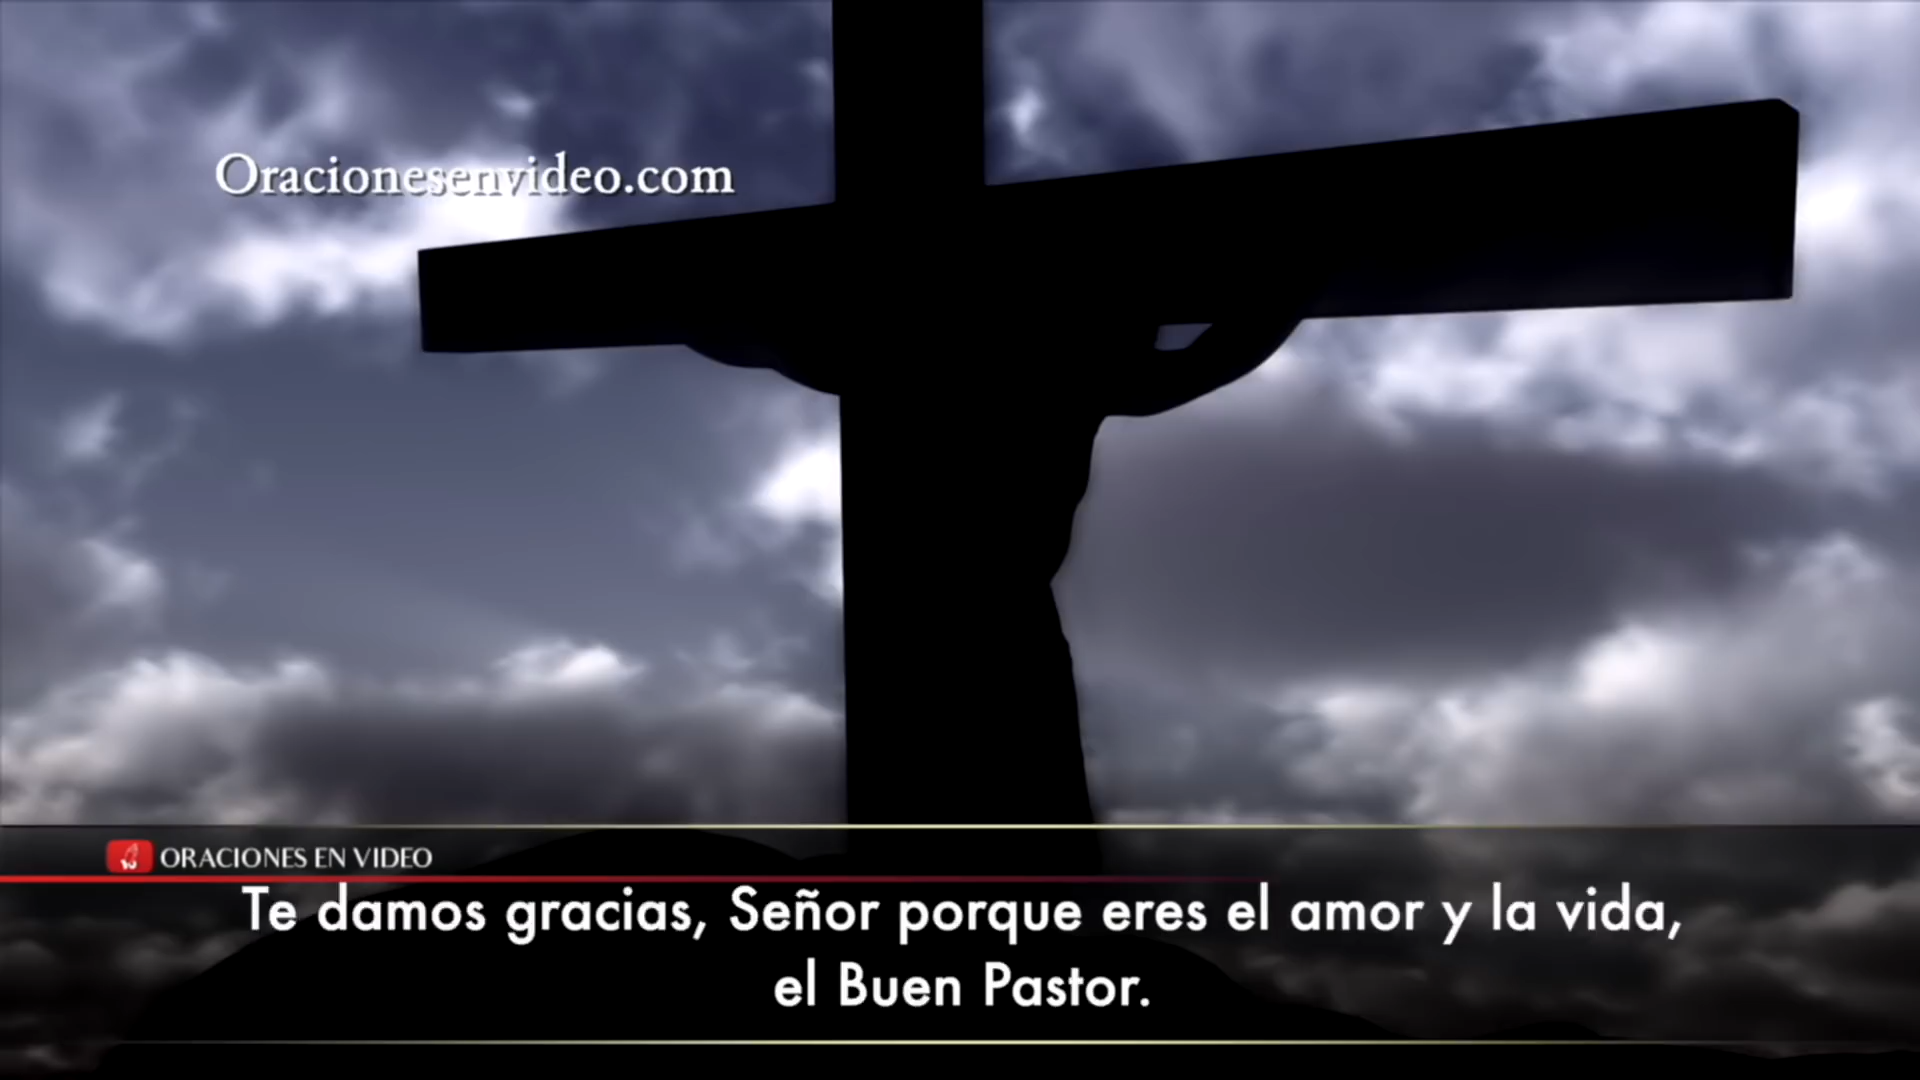 Oracionesenvideo.com
ORACIONES EN VIDEO
Te damos gracias, Señor porque eres el amor y la vida,
el Buen Pastor.